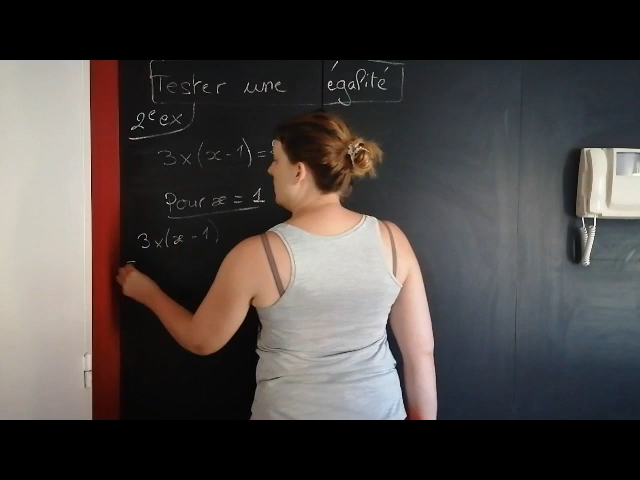 Tester une égalité
2e ex
3 x (x - 1) =
Pour x = 1
3 x (x - 1)
=